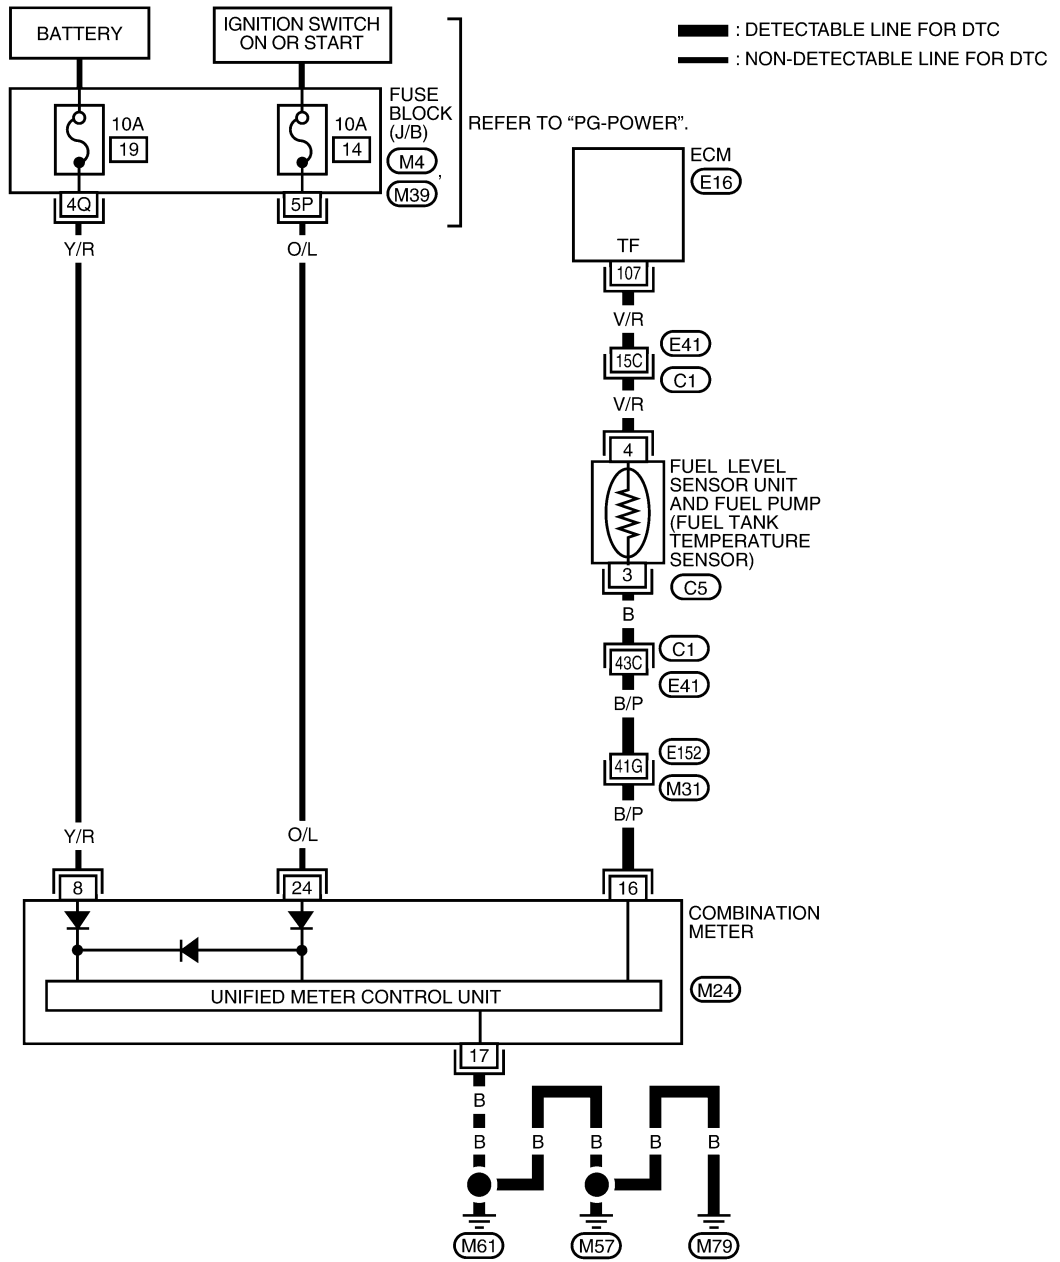 BATTERY
IGNITION SWITCH
ON OR START
: DETECTABLE LINE FOR DTC
: NON-DETECTABLE LINE FOR DTC
10A
19
10A
14
FUSE
BLOCK
(J/B)
M4
,
M39
REFER TO “PG-POWER”.
4Q
5P
Y/R
O/L
ECM
E16
TF
107
V/R
15C
E41
C1
V/R
4
FUEL LEVEL
SENSOR UNIT
AND FUEL PUMP
(FUEL TANK
TEMPERATURE
SENSOR)
3
C5
B
43C
C1
E41
B/P
41G
E152
M31
B/P
Y/R
O/L
8
24
16
COMBINATION
METER
UNIFIED METER CONTROL UNIT
M24
17
B
B
B
B
B
B
M61
M57
M79